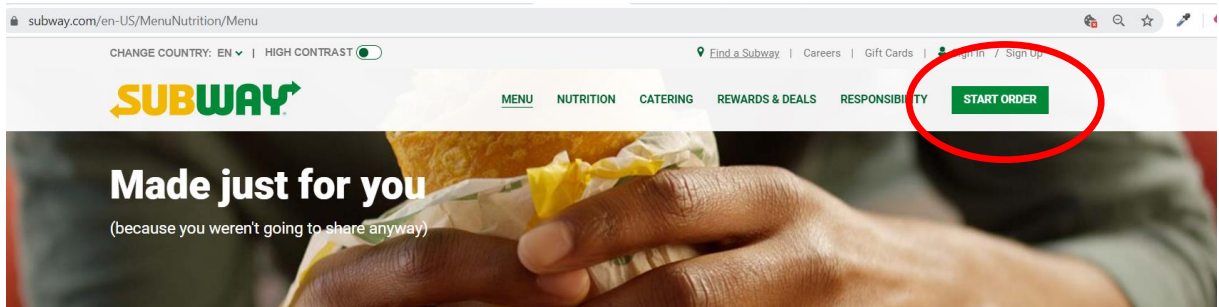 subway.com/en-US/MenuNutrition/Menu
CHANGE COUNTRY: EN | HIGH CONTRAST
Find a Subway | Careers | Gift Cards | Sign In / Sign Up
SUBWAY
MENU NUTRITION CATERING REWARDS & DEALS RESPONSIBILITY START ORDER
Made just for you
(because you weren't going to share anyway)